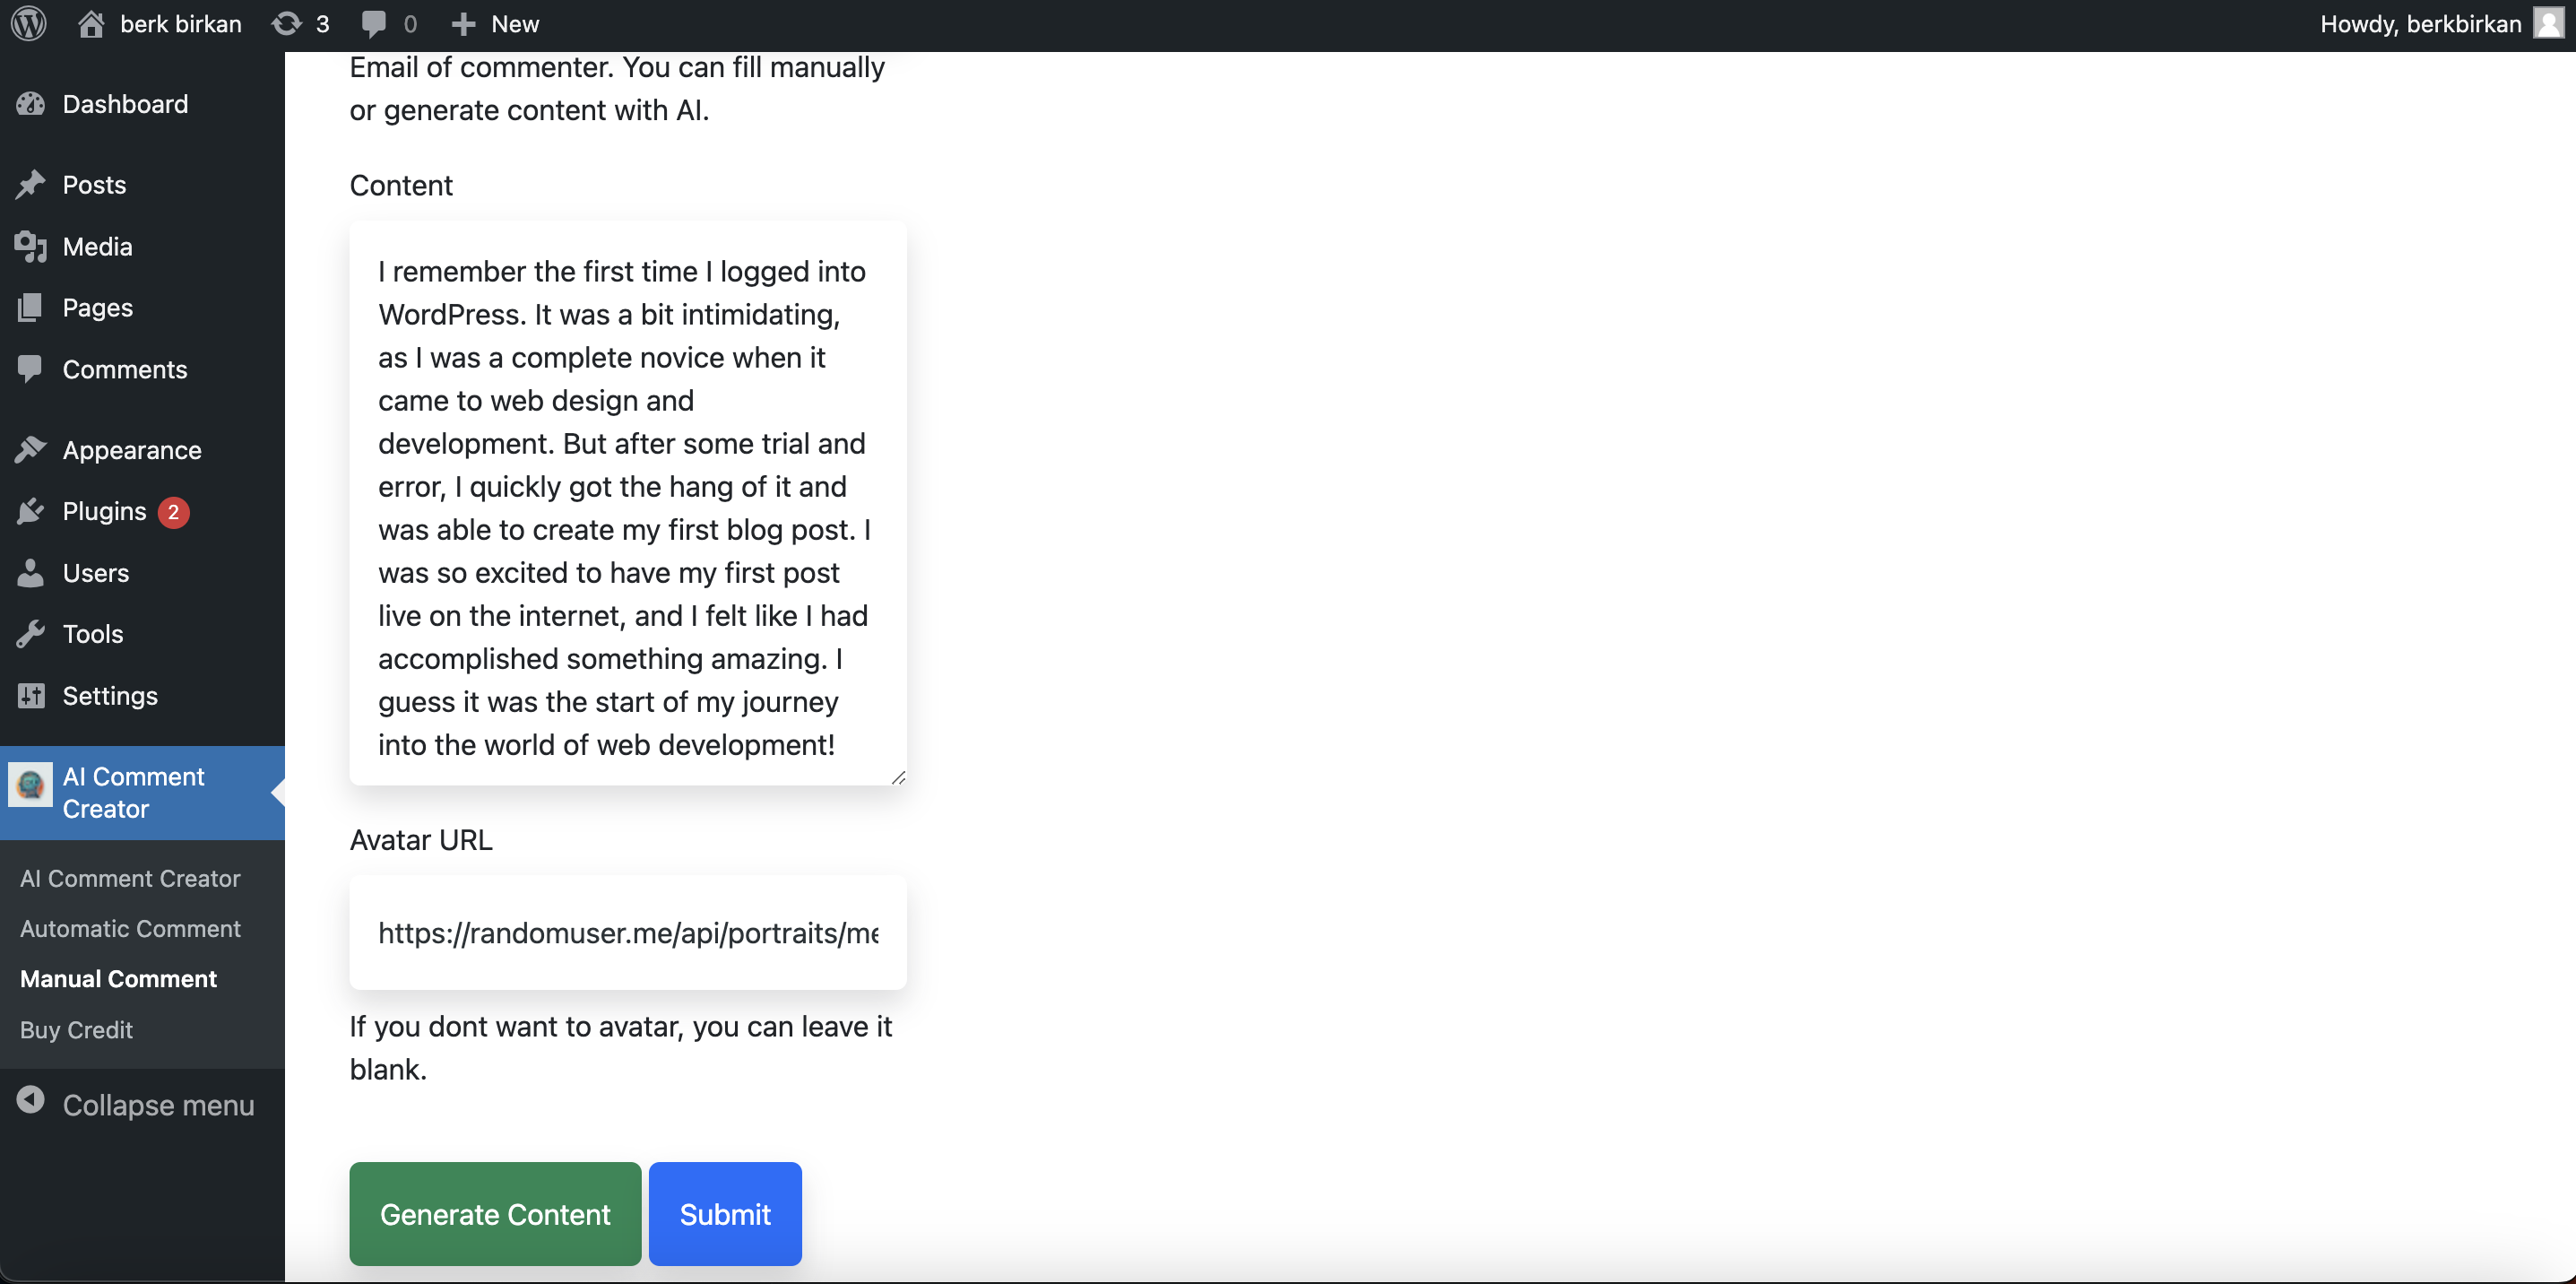 berk birkan
3
0
New
Howdy, berkbirkan
Dashboard
Posts
Media
Pages
Comments
Appearance
Plugins 2
Users
Tools
Settings
AI Comment
Creator
AI Comment Creator
Automatic Comment
Manual Comment
Buy Credit
Collapse menu
Email of commenter. You can fill manually
or generate content with AI.
Content
I remember the first time I logged into
WordPress. It was a bit intimidating,
as I was a complete novice when it
came to web design and
development. But after some trial and
error, I quickly got the hang of it and
was able to create my first blog post. I
was so excited to have my first post
live on the internet, and I felt like I had
accomplished something amazing. I
guess it was the start of my journey
into the world of web development!
Avatar URL
https://randomuser.me/api/portraits/me
If you dont want to avatar, you can leave it
blank.
Generate Content
Submit